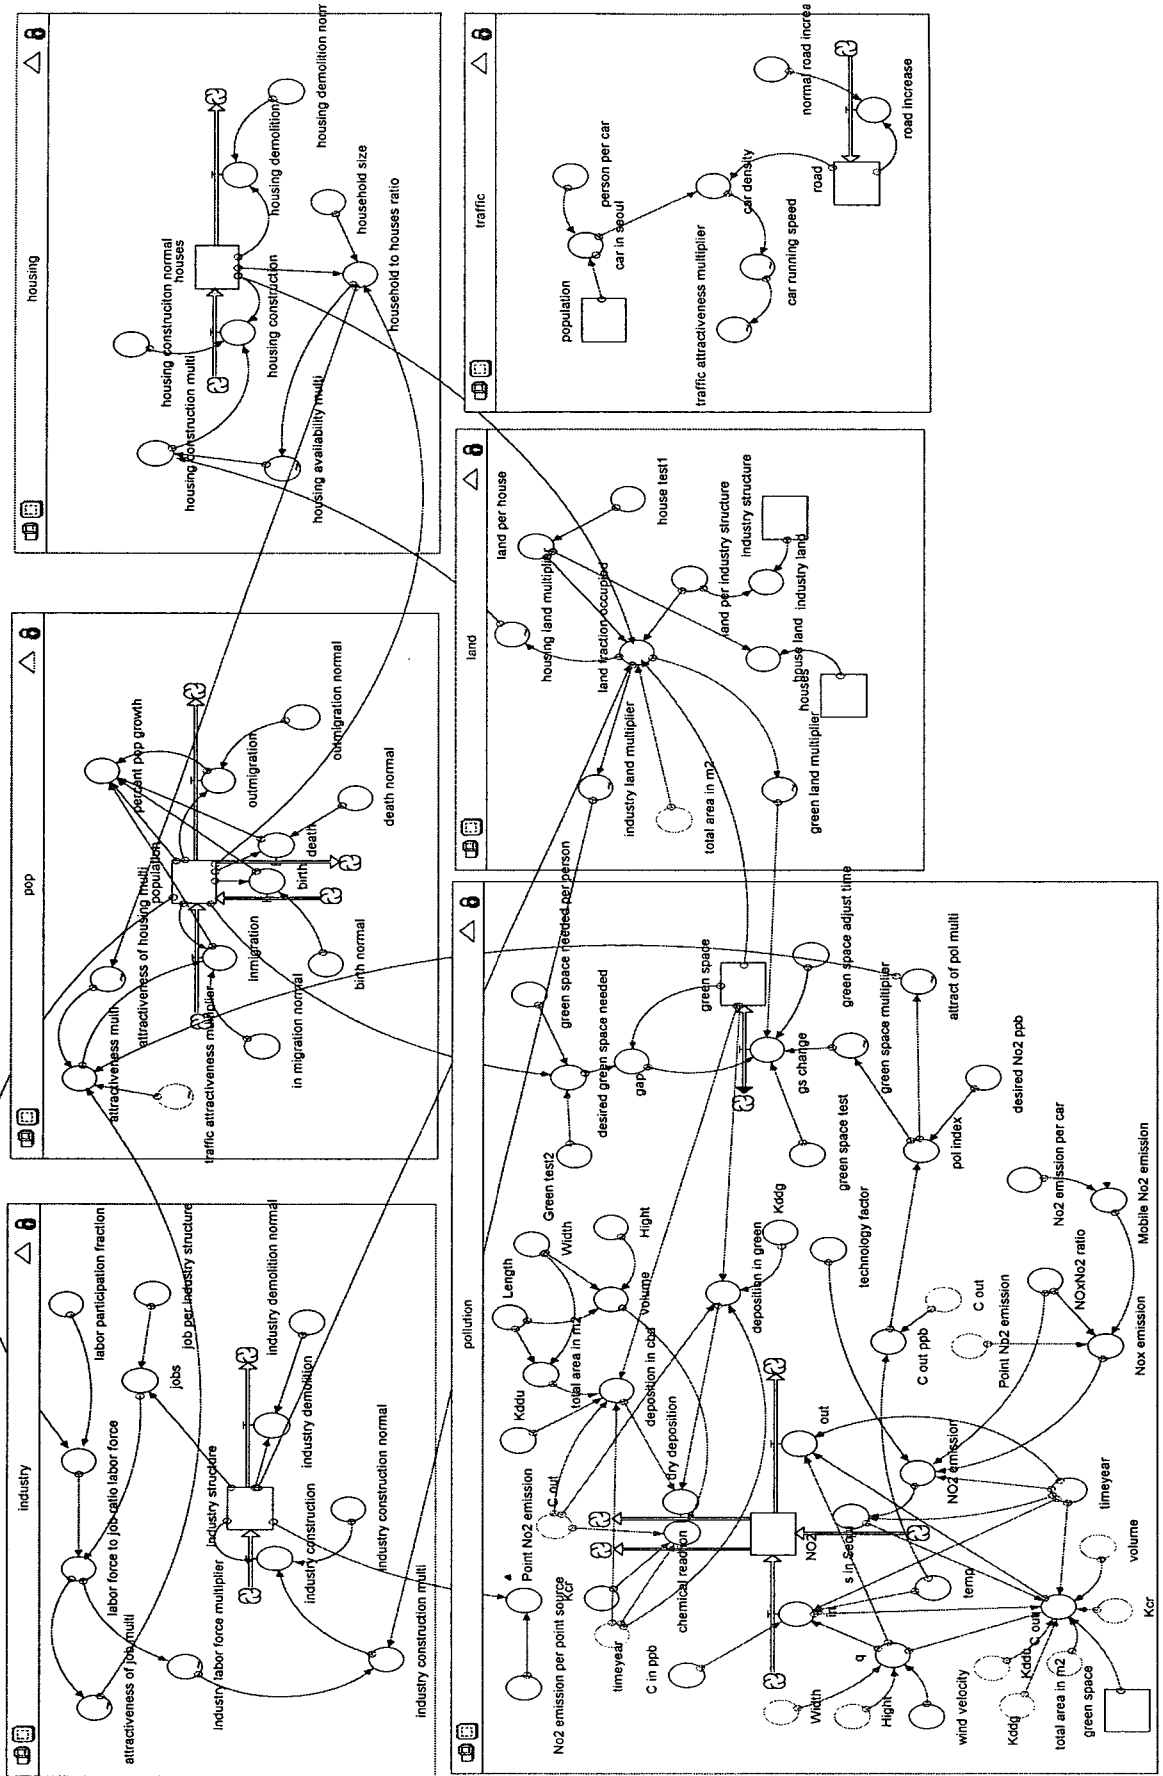 industry
labor participation fraction
labor force
labor force to job ratio
jobs
job per industry structure
attractiveness of job multi
industry labor force multiplier
industry structure
industry demolition normal
industry demolition
industry construction
industry construction normal
industry construction multi
pop
attractiveness multi
attractiveness of housing multi
population
percent pop growth
traffic attractiveness multiplier
inmigration
outmigration
in migration normal
birth
death
outmigration normal
birth normal
death normal
housing
housing construciton normal
houses
housing construction multi
housing demolition norm
housing demolition
housing construction
housing availability multi
household size
household to houses ratio
pollution
Point No2 emission
No2 emission per point source
Kcr
C out
timeyear
C in ppb
chemical reaction
dry deposition
Kddu
Length
total area in m2
deposition in cbd
Green test2
Width
Hight
volume
deposition in green
Kddg
green space needed per person
desired green space needed
gap
green space
gs change
green space adjust time
green space test
green space multiplier
attract of pol multi
pol index
desired No2 ppb
technology factor
C out ppb
C out
NO2
out
in
s in seoul
NO2 emission
temp
timeyear
q
Width
Hight
wind velocity
Kddg
Kddu
C out
total area in m2
green space
volume
Kcr
Point No2 emission
NOxNo2 ratio
Nox emission
No2 emission per car
Mobile No2 emission
land
land per house
house test1
housing land multiplier
land fraction occupied
land per industry structure
industry structure
industry land multiplier
total area in m2
house land
industry land
houses
green land multiplier
traffic
population
person per car
car in seoul
car density
traffic attractiveness multiplier
car running speed
road
normal road increa
road increase